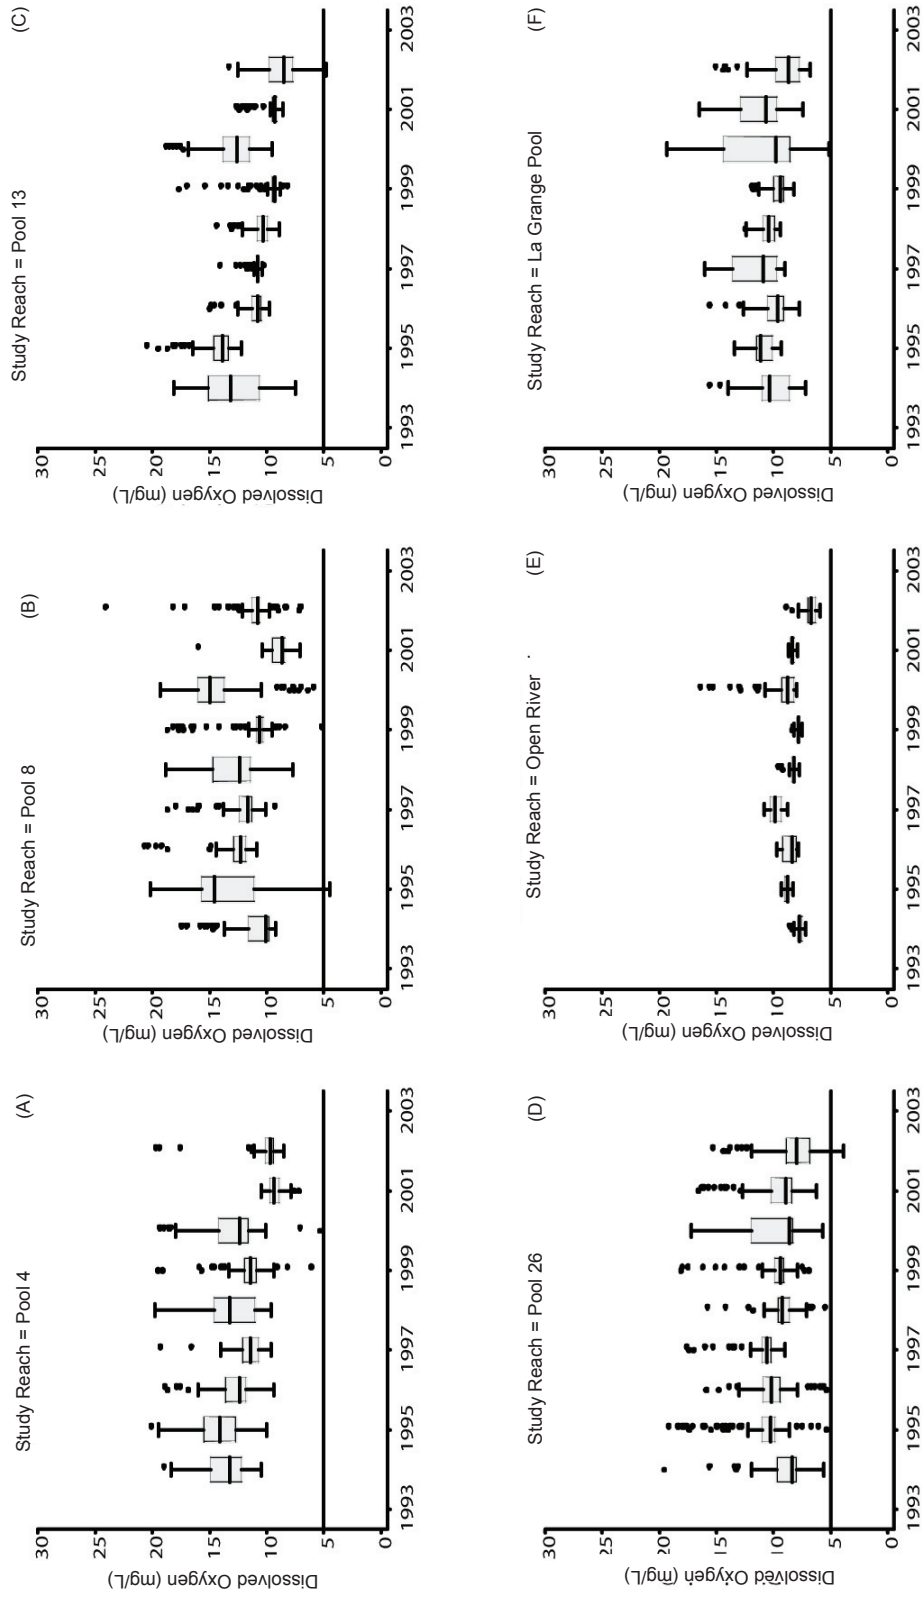 Study Reach = Pool 4
(A)
Dissolved Oxygen (mg/L)
30
25
20
15
10
5
0
1993 1995 1997 1999 2001 2003
Study Reach = Pool 8
(B)
Dissolved Oxygen (mg/L)
30
25
20
15
10
5
0
1993 1995 1997 1999 2001 2003
Study Reach = Pool 13
(C)
Dissolved Oxygen (mg/L)
30
25
20
15
10
5
0
1993 1995 1997 1999 2001 2003
Study Reach = Pool 26
(D)
Dissolved Oxygen (mg/L)
30
25
20
15
10
5
0
1993 1995 1997 1999 2001 2003
Study Reach = Open River
(E)
Dissolved Oxygen (mg/L)
30
25
20
15
10
5
0
1993 1995 1997 1999 2001 2003
Study Reach = La Grange Pool
(F)
Dissolved Oxygen (mg/L)
30
25
20
15
10
5
0
1993 1995 1997 1999 2001 2003